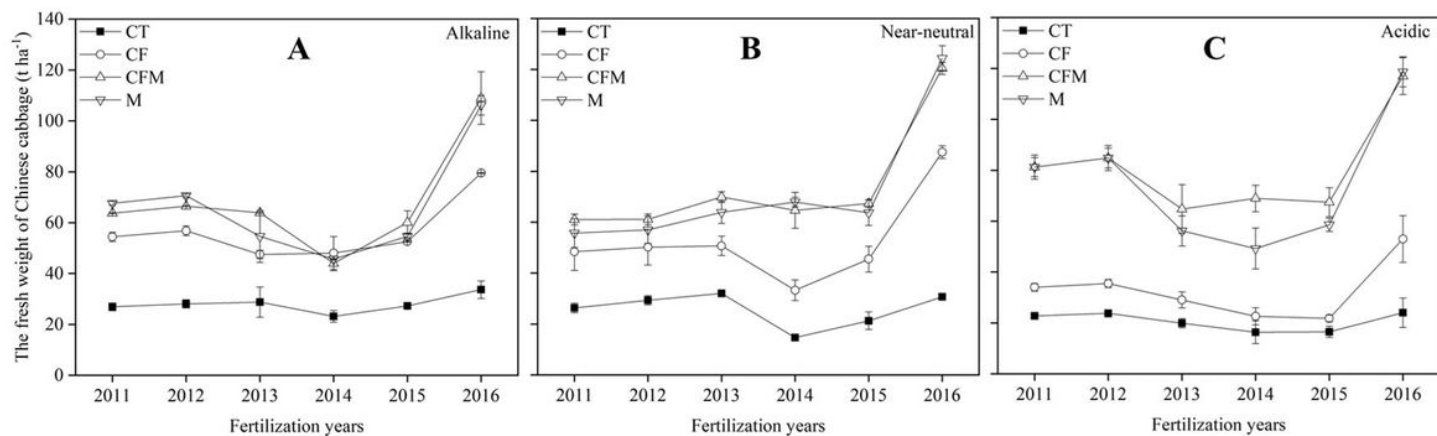 The fresh weight of Chinese cabbage (t ha⁻¹)
140
120
100
80
60
40
20
0
CT
CF
CFM
M
A
Alkaline
2011 2012 2013 2014 2015 2016
Fertilization years
CT
CF
CFM
M
B
Near-neutral
2011 2012 2013 2014 2015 2016
Fertilization years
CT
CF
CFM
M
C
Acidic
2011 2012 2013 2014 2015 2016
Fertilization years